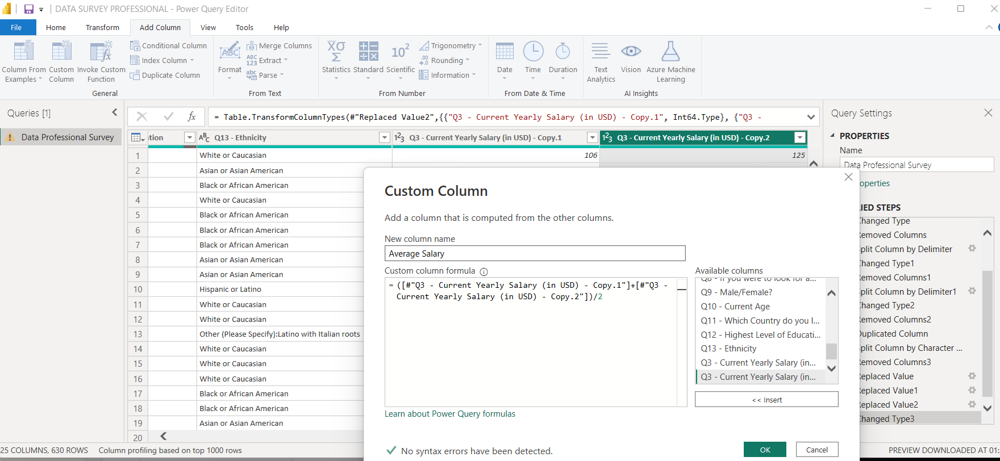 DATA SURVEY PROFESSIONAL - Power Query Editor
File Home Transform Add Column View Tools Help
Column From Examples
Custom Column
Invoke Custom Function
Conditional Column
Index Column
Duplicate Column
General
ABC
Format
Merge Columns
ABC 123 Extract
abc Parse
From Text
XO Σ
Statistics
Standard
10² Scientific
Trigonometry
.00 Rounding
Information
From Number
Date
Time
Duration
From Date & Time
Text Analytics
Vision
Azure Machine Learning
AI Insights
Queries [1]
Data Professional Survey
fx = Table.TransformColumnTypes(#"Replaced Value2",{{"Q3 - Current Yearly Salary (in USD) - Copy.1", Int64.Type}, {"Q3 -
ABC Q13 - Ethnicity 123 Q3 - Current Yearly Salary (in USD) - Copy.1 123 Q3 - Current Yearly Salary (in USD) - Copy.2
1 White or Caucasian 106 125
2 Asian or Asian American
3 Black or African American
4 White or Caucasian
5 Black or African American
6 Black or African American
7 Black or African American
8 Asian or Asian American
9 Asian or Asian American
10 Hispanic or Latino
11 White or Caucasian
12 White or Caucasian
13 Other (Please Specify):Latino with Italian roots
14 White or Caucasian
15 White or Caucasian
16 White or Caucasian
17 Black or African American
18 Black or African American
19 Asian or Asian American
20
Custom Column
Add a column that is computed from the other columns.
New column name
Average Salary
Custom column formula
= ([#"Q3 - Current Yearly Salary (in USD) - Copy.1"]+[#"Q3 -
Current Yearly Salary (in USD) - Copy.2"])/2
Available columns
Q8 - If you were to look for a...
Q9 - Male/Female?
Q10 - Current Age
Q11 - Which Country do you l...
Q12 - Highest Level of Educati...
Q13 - Ethnicity
Q3 - Current Yearly Salary (in...
Q3 - Current Yearly Salary (in...
<< Insert
Learn about Power Query formulas
No syntax errors have been detected.
OK
Cancel
Query Settings
PROPERTIES
Name
Data Professional Survey
operties
IED STEPS
hanged Type
emoved Columns
plit Column by Delimiter
hanged Type1
emoved Columns1
plit Column by Delimiter1
hanged Type2
emoved Columns2
uplicated Column
plit Column by Character ...
emoved Columns3
eplaced Value
eplaced Value1
eplaced Value2
hanged Type3
25 COLUMNS, 630 ROWS Column profiling based on top 1000 rows
PREVIEW DOWNLOADED AT 01: